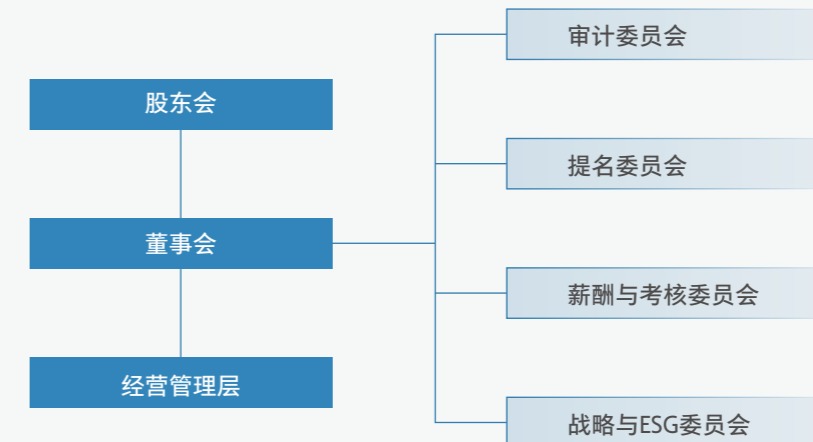 股东会
董事会
经营管理层
审计委员会
提名委员会
薪酬与考核委员会
战略与ESG委员会